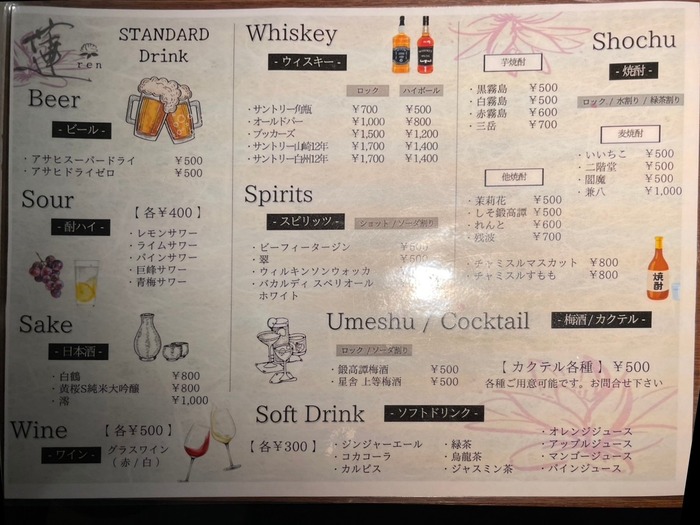 蓮
ren
STANDARD
Drink
Beer
- ビール -
・アサヒスーパードライ ￥500
・アサヒドライゼロ ￥500
Sour
- 酎ハイ -
【 各￥400 】
・レモンサワー
・ライムサワー
・パインサワー
・巨峰サワー
・青梅サワー
Sake
- 日本酒 -
・白鶴 ￥800
・黄桜S純米大吟醸 ￥800
・澪 ￥1,000
Wine
- ワイン -
【 各￥500 】
グラスワイン
（ 赤 / 白 ）
Whiskey
- ウィスキー -
ロック ハイボール
・サントリー角瓶 ￥700 ￥500
・オールドパー ￥1,000 ￥800
・ブッカーズ ￥1,500 ￥1,200
・サントリー山崎12年 ￥1,700 ￥1,400
・サントリー白州12年 ￥1,700 ￥1,400
Spirits
- スピリッツ -
ショット / ソーダ割り
・ビーフィータージン
・翠
・ウィルキンソンウォッカ
・バカルディ スペリオール
ホワイト
Shochu
- 焼酎 -
ロック / 水割り / 緑茶割り
芋焼酎
・黒霧島 ￥500
・白霧島 ￥500
・赤霧島 ￥600
・三岳 ￥700
麦焼酎
・いいちこ ￥500
・二階堂 ￥500
・閻魔 ￥500
・兼八 ￥1,000
他焼酎
・茉莉花 ￥500
・しそ鍛高譚 ￥500
・れんと ￥600
・残波 ￥700
・チャミスルマスカット ￥800
・チャミスルすもも ￥800
焼酎
Umeshu / Cocktail
- 梅酒 / カクテル -
ロック / ソーダ割り
・鍛高譚梅酒 ￥500
・星舎 上等梅酒 ￥500
【 カクテル各種 】 ￥500
各種ご用意可能です。お問合せ下さい
Soft Drink
- ソフトドリンク -
【 各￥300 】
・ジンジャーエール
・コカコーラ
・カルピス
・緑茶
・烏龍茶
・ジャスミン茶
・オレンジジュース
・アップルジュース
・マンゴージュース
・パインジュース